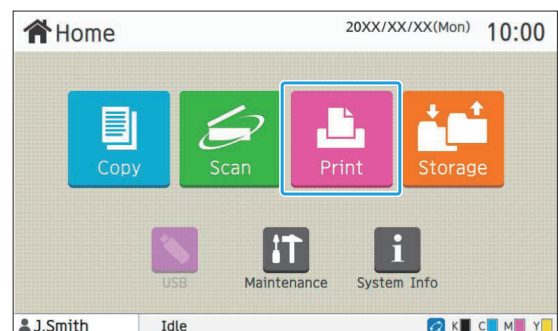 Home
20XX/XX/XX(Mon) 10:00
Copy Scan Print Storage
USB Maintenance System Info
J.Smith Idle K C M Y